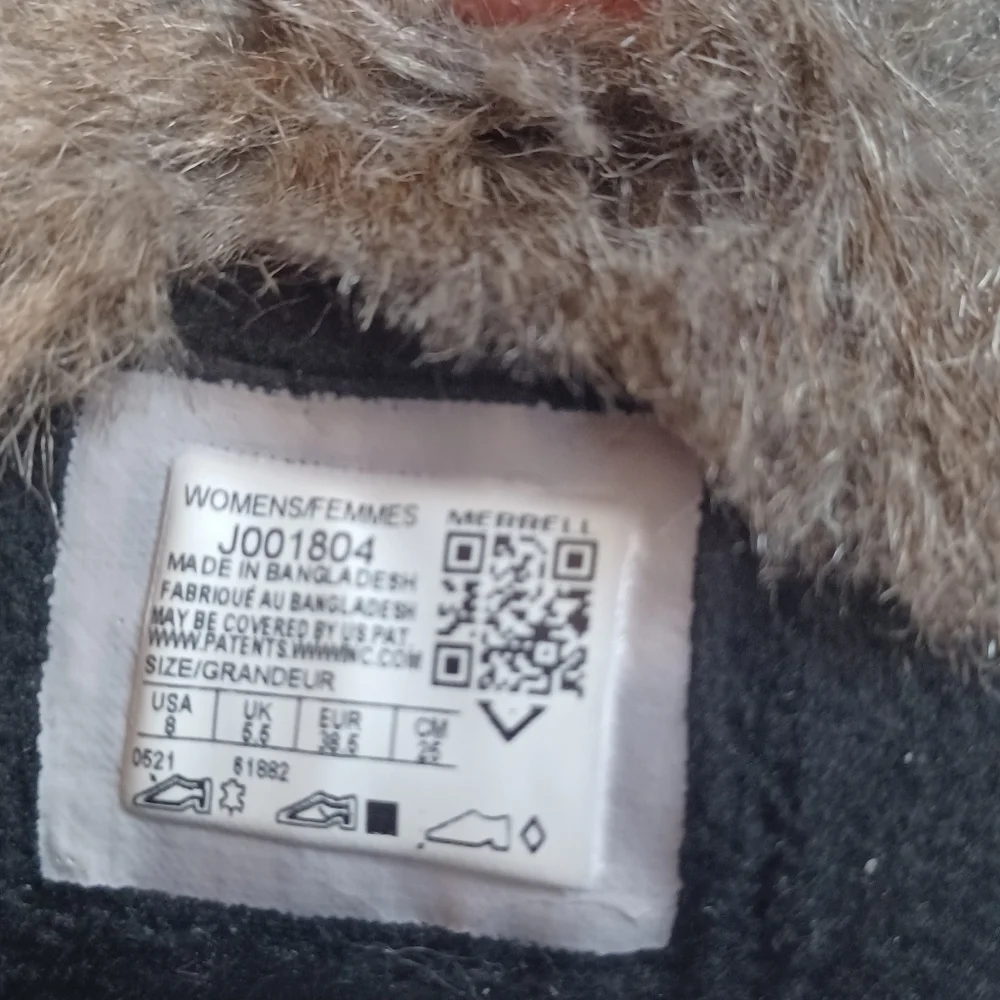 WOMENS/FEMMES
MERRELL
J001804
MADE IN BANGLADESH
FABRIQUÉ AU BANGLADESH
MAY BE COVERED BY US PAT.
WWW.PATENTS.WWWINC.COM
SIZE/GRANDEUR
USA UK EUR CM
8 5.5 38.5 25
0521 61882